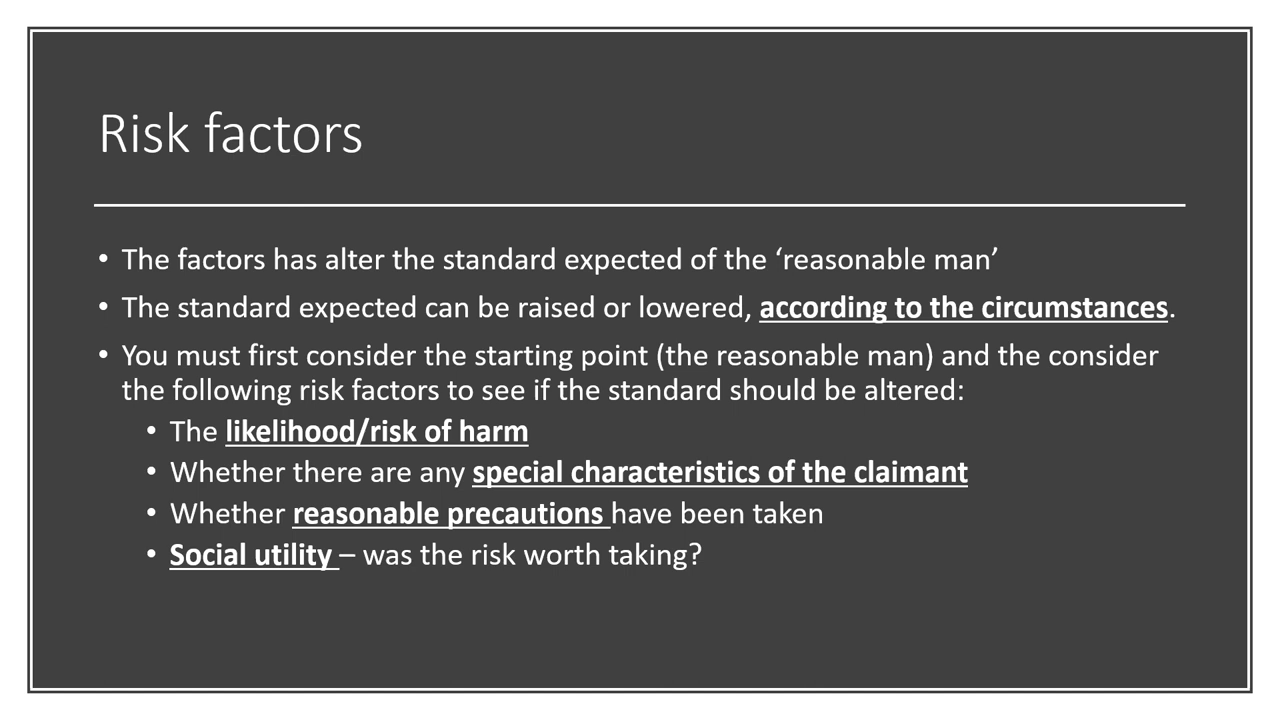 Risk factors
• The factors has alter the standard expected of the ‘reasonable man’
• The standard expected can be raised or lowered, according to the circumstances.
• You must first consider the starting point (the reasonable man) and the consider
the following risk factors to see if the standard should be altered:
• The likelihood/risk of harm
• Whether there are any special characteristics of the claimant
• Whether reasonable precautions have been taken
• Social utility – was the risk worth taking?